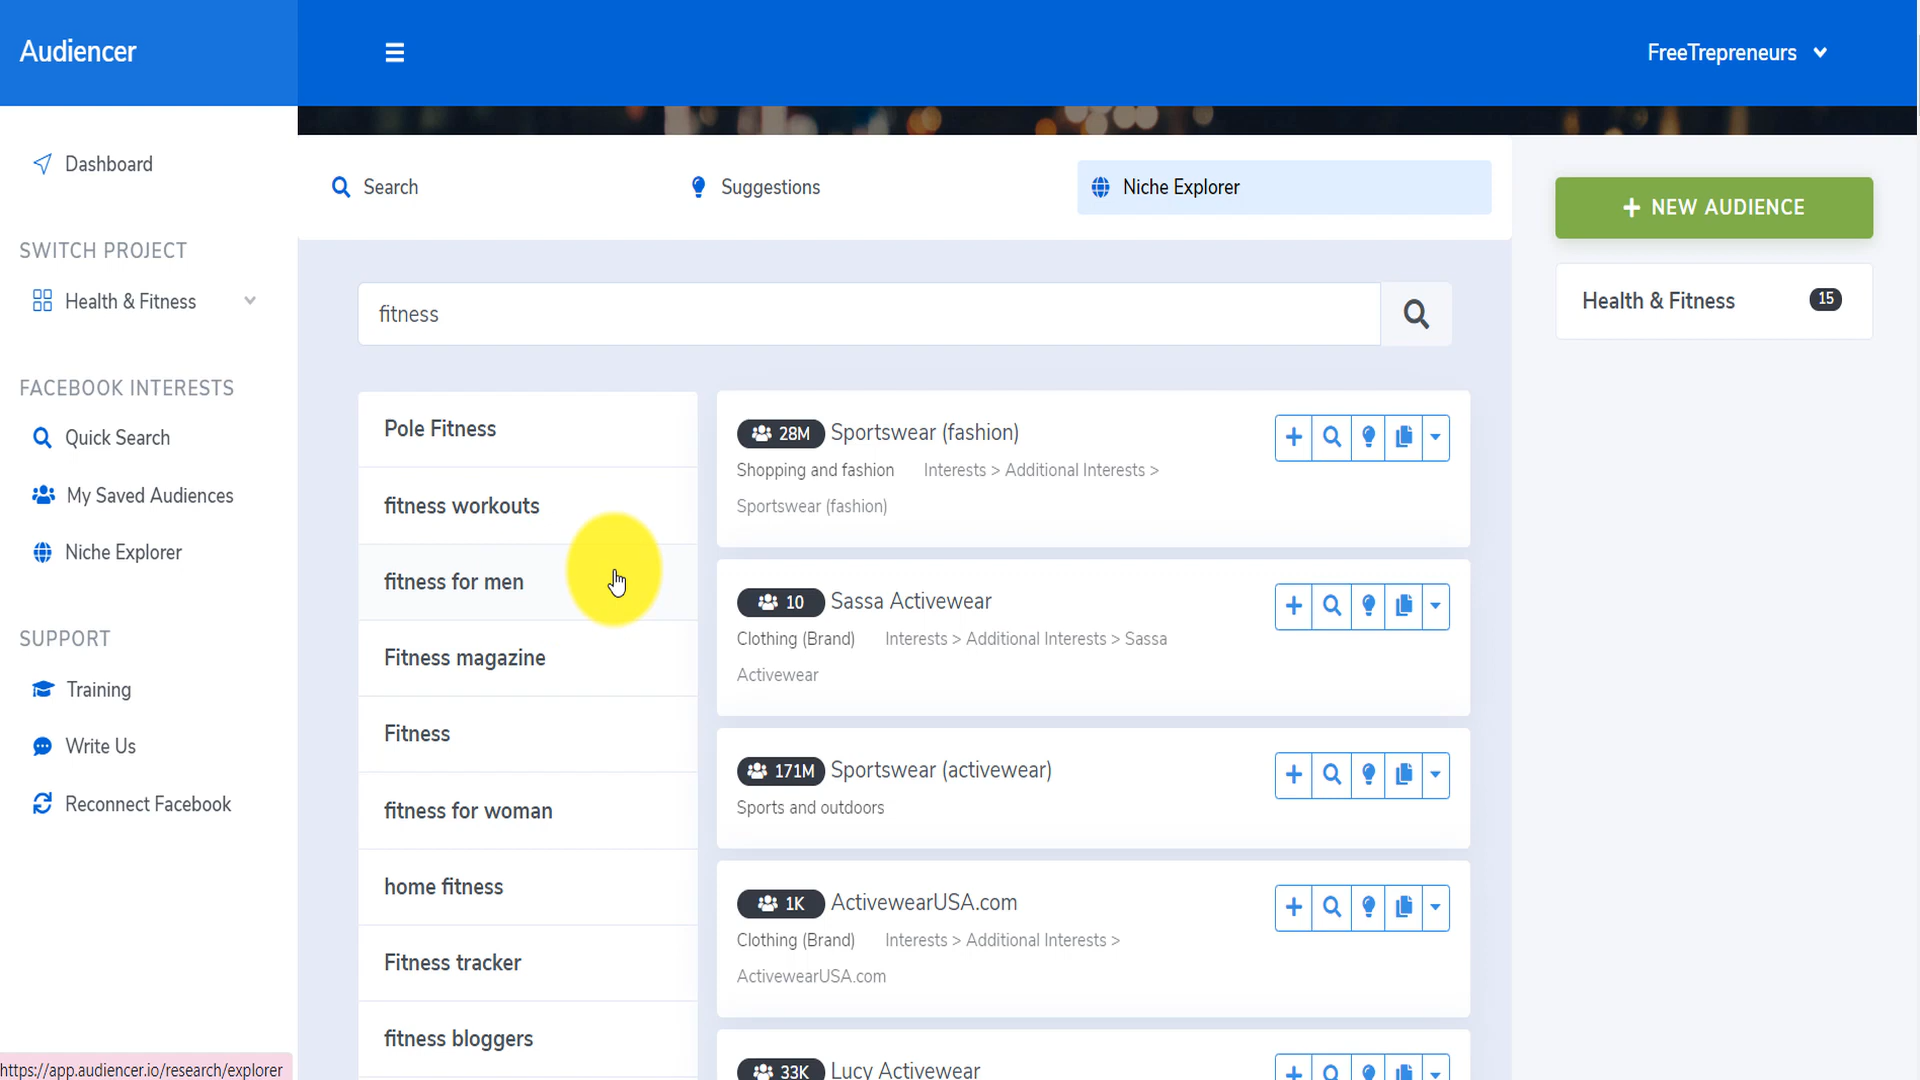 Audiencer
FreeTrepreneurs
Dashboard
SWITCH PROJECT
Health & Fitness
FACEBOOK INTERESTS
Quick Search
My Saved Audiences
Niche Explorer
SUPPORT
Training
Write Us
Reconnect Facebook
https://app.audiencer.io/research/explorer
Search
Suggestions
Niche Explorer
fitness
Pole Fitness
fitness workouts
fitness for men
Fitness magazine
Fitness
fitness for woman
home fitness
Fitness tracker
fitness bloggers
28M Sportswear (fashion)
Shopping and fashion Interests > Additional Interests >
Sportswear (fashion)
10 Sassa Activewear
Clothing (Brand) Interests > Additional Interests > Sassa
Activewear
171M Sportswear (activewear)
Sports and outdoors
1K ActivewearUSA.com
Clothing (Brand) Interests > Additional Interests >
ActivewearUSA.com
33K Lucy Activewear
NEW AUDIENCE
Health & Fitness 15